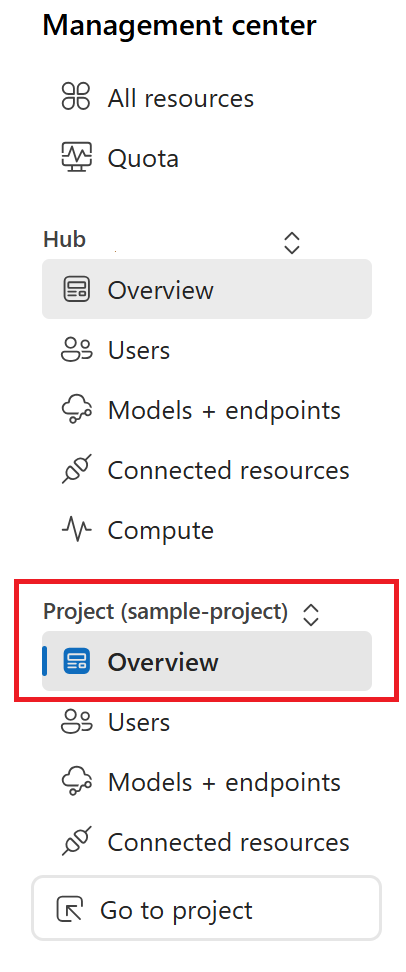 Management center
All resources
Quota
Hub
Overview
Users
Models + endpoints
Connected resources
Compute
Project (sample-project)
Overview
Users
Models + endpoints
Connected resources
Go to project